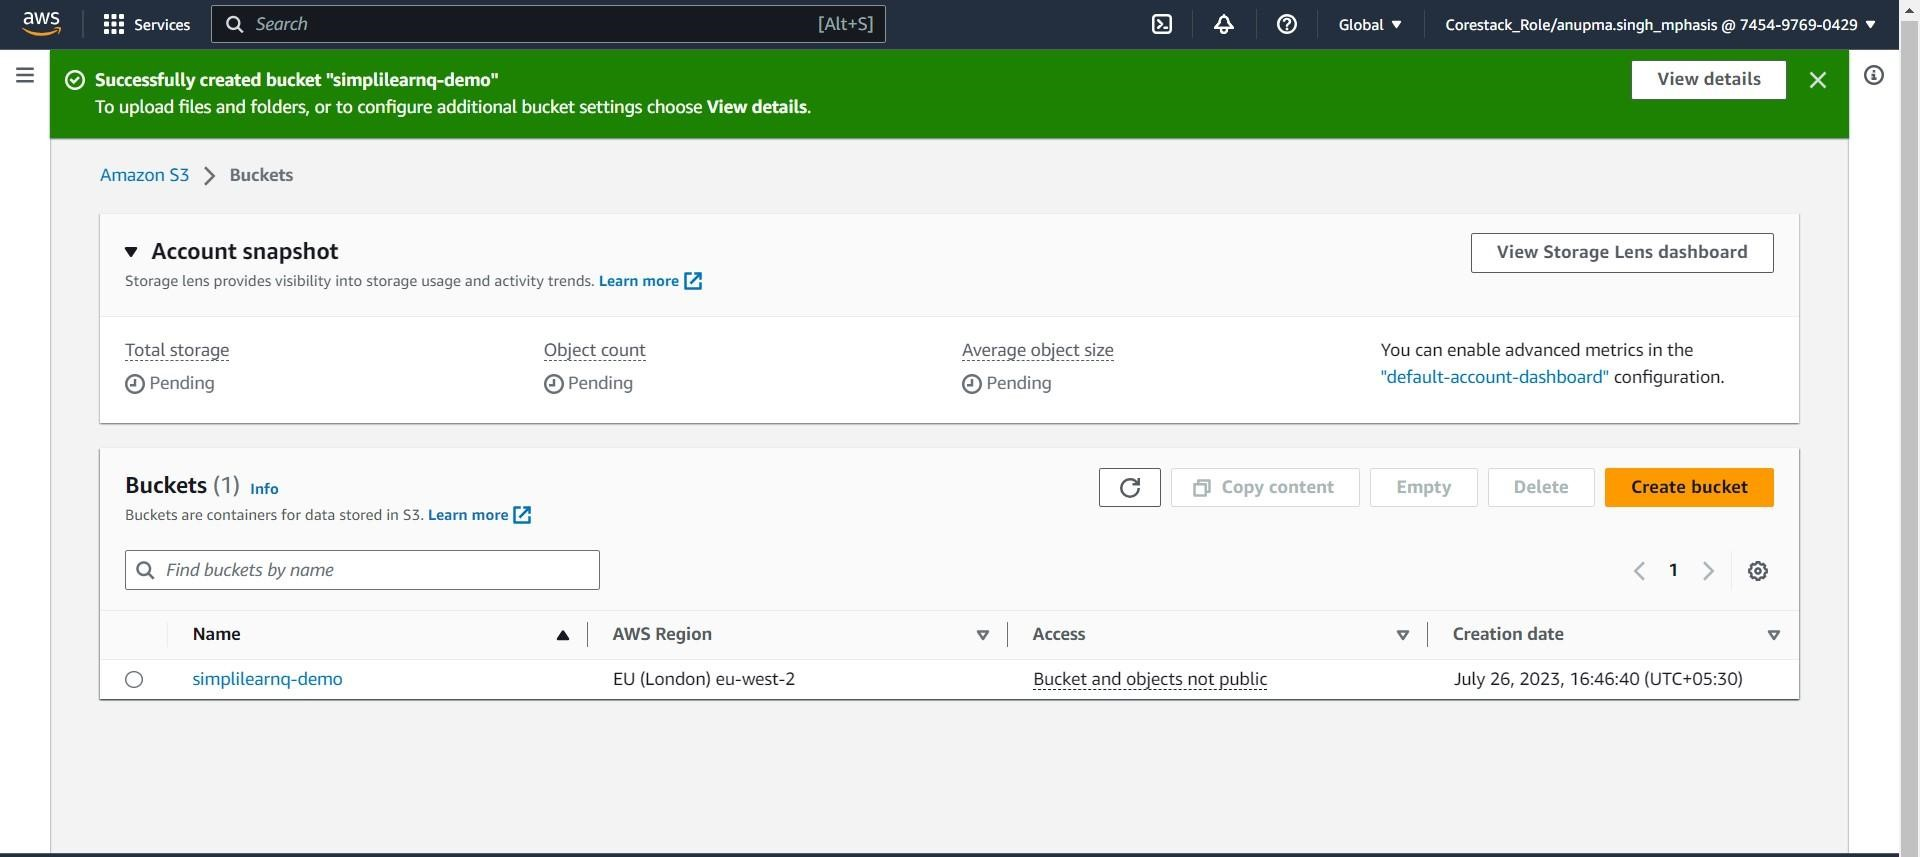 aws
Services
Search [Alt+S]
Global
Corestack_Role/anupma.singh_mphasis @ 7454-9769-0429
Successfully created bucket "simplilearnq-demo"
To upload files and folders, or to configure additional bucket settings choose View details.
View details
Amazon S3 > Buckets
Account snapshot
Storage lens provides visibility into storage usage and activity trends. Learn more
View Storage Lens dashboard
Total storage
Pending
Object count
Pending
Average object size
Pending
You can enable advanced metrics in the
"default-account-dashboard" configuration.
Buckets (1) Info
Buckets are containers for data stored in S3. Learn more
Copy content
Empty
Delete
Create bucket
Find buckets by name
1
Name AWS Region Access Creation date
simplilearnq-demo EU (London) eu-west-2 Bucket and objects not public July 26, 2023, 16:46:40 (UTC+05:30)